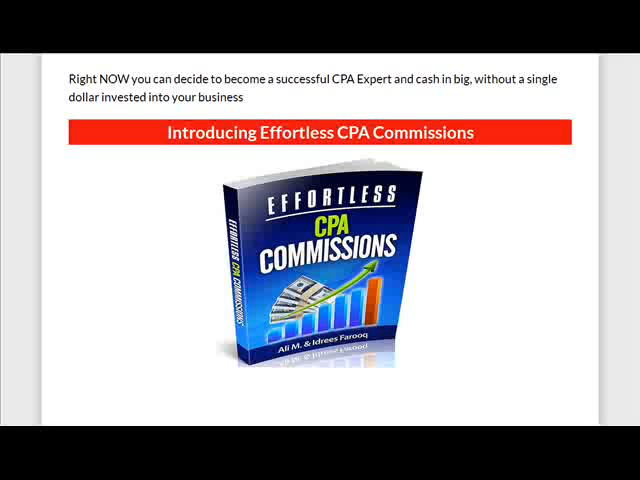 Right NOW you can decide to become a successful CPA Expert and cash in big, without a single
dollar invested into your business
Introducing Effortless CPA Commissions
EFFORTLESS
CPA
COMMISSIONS
EFFORTLESS CPA COMMISSIONS
Ali M. & Idrees Farooq